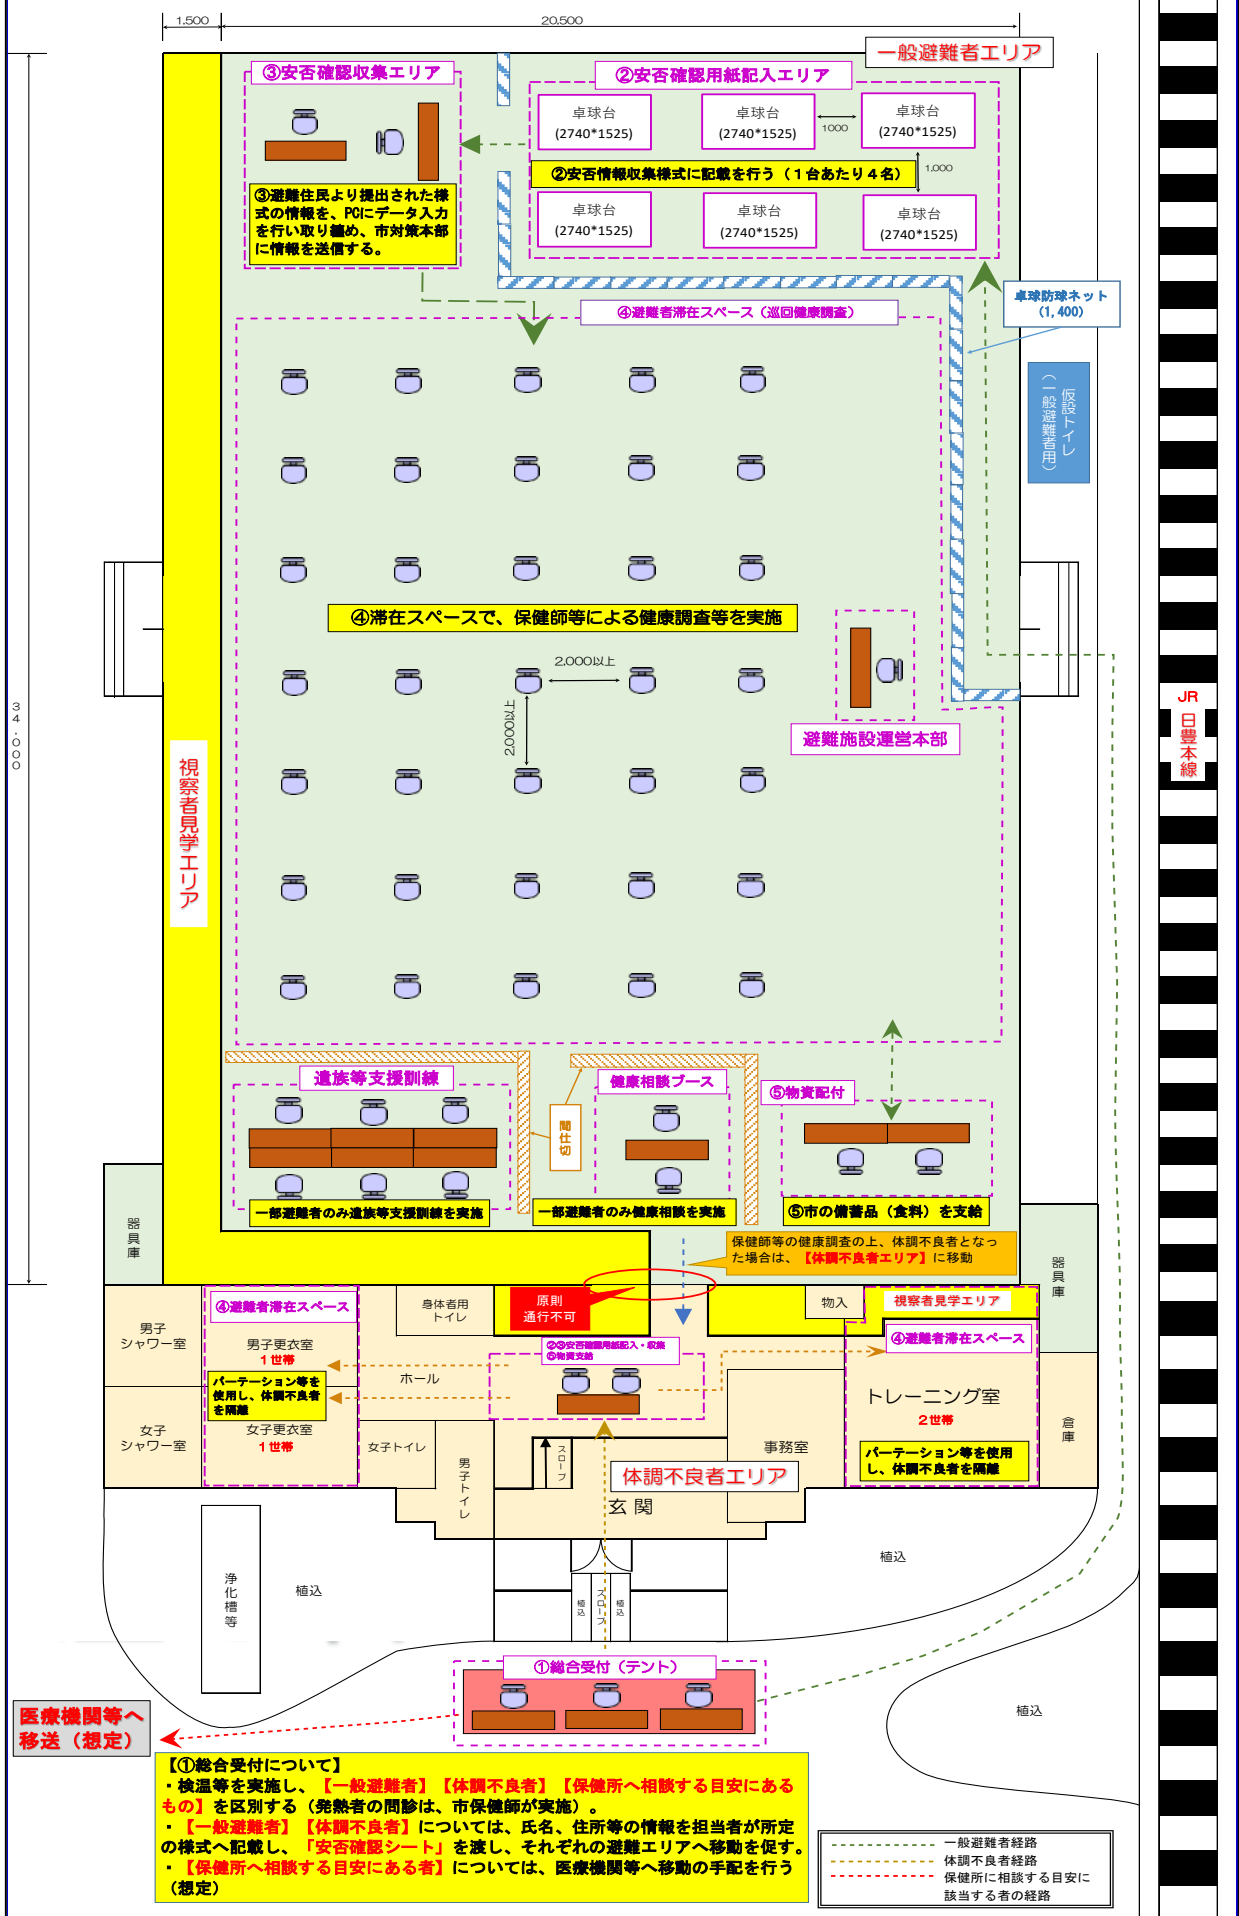 1.500
20.500
一般避難者エリア
③安否確認収集エリア
②安否確認用紙記入エリア
卓球台
(2740*1525)
卓球台
(2740*1525)
1000
卓球台
(2740*1525)
②安否情報収集様式に記載を行う（１台あたり４名）
1.000
③避難住民より提出された様
式の情報を、PCにデータ入力
を行い取り纏め、市対策本部
に情報を送信する。
卓球台
(2740*1525)
卓球台
(2740*1525)
卓球台
(2740*1525)
卓球防球ネット
(1,400)
④避難者滞在スペース（巡回健康調査）
仮設トイレ
（一般避難者用）
④滞在スペースで、保健師等による健康調査等を実施
2.000以上
2.000以上
34.000
避難施設運営本部
JR
日豊本線
視察者見学エリア
遺族等支援訓練
健康相談ブース
⑤物資配付
間仕切
一部避難者のみ遺族等支援訓練を実施
一部避難者のみ健康相談を実施
⑤市の備蓄品（食料）を支給
器具庫
保健師等の健康調査の上、体調不良者となっ
た場合は、【体調不良者エリア】に移動
器具庫
④避難者滞在スペース
身体者用
トイレ
原則
通行不可
物入
視察者見学エリア
男子
シャワー室
男子更衣室
１世帯
②③安否確認用紙記入・収集
⑤物資支給
④避難者滞在スペース
パーテーション等を
使用し、体調不良者
を隔離
ホール
トレーニング室
２世帯
女子
シャワー室
女子更衣室
１世帯
女子トイレ
男子トイレ
スロープ
事務室
倉庫
パーテーション等を使用
し、体調不良者を隔離
体調不良者エリア
玄関
浄化槽等
植込
植込
スロープ
植込
植込
①総合受付（テント）
植込
医療機関等へ
移送（想定）
【①総合受付について】
・検温等を実施し、【一般避難者】【体調不良者】【保健所へ相談する目安にある
もの】を区別する（発熱者の問診は、市保健師が実施）。
・【一般避難者】【体調不良者】については、氏名、住所等の情報を担当者が所定
の様式へ記載し、「安否確認シート」を渡し、それぞれの避難エリアへ移動を促す。
・【保健所へ相談する目安にある者】については、医療機関等へ移動の手配を行う
（想定）
一般避難者経路
体調不良者経路
保健所に相談する目安に
該当する者の経路